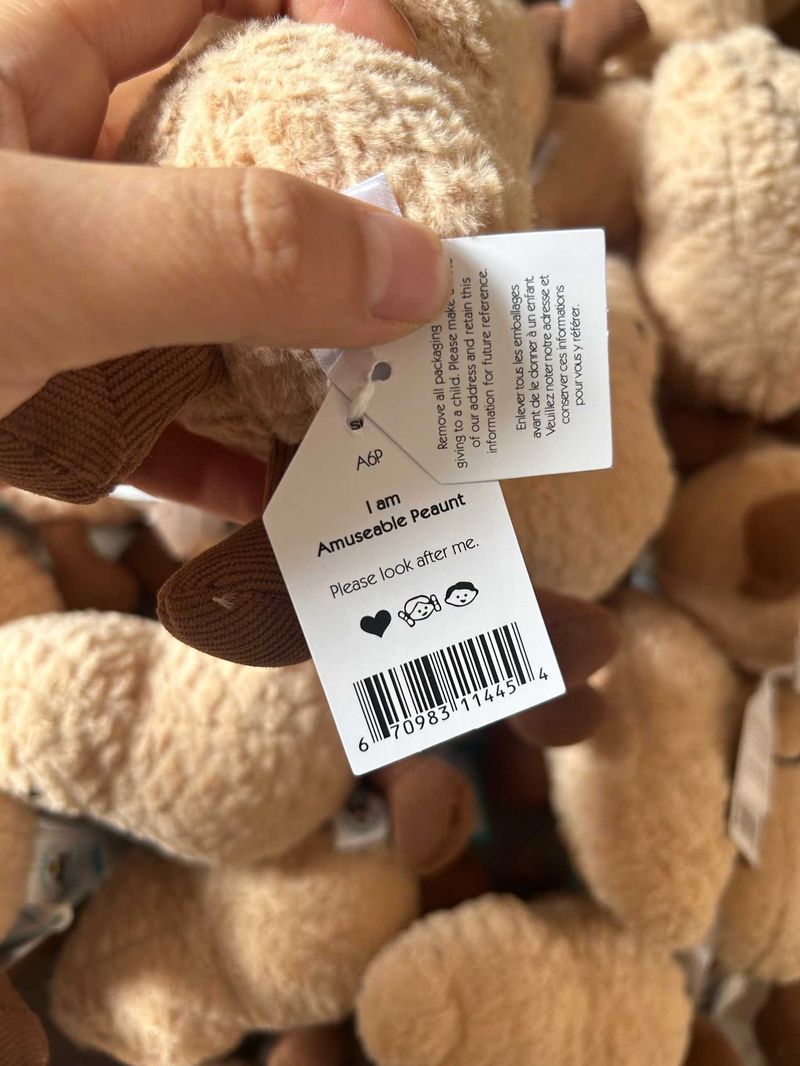 Remove all packaging
giving to a child. Please make
of our address and retain this
information for future reference.
Enlever tous les emballages
avant de le donner à un enfant.
Veuillez noter notre adresse et
conserver ces informations
pour vous y référer.
A6P
I am
Amuseable Peaunt
Please look after me.
6 70983 11445 4